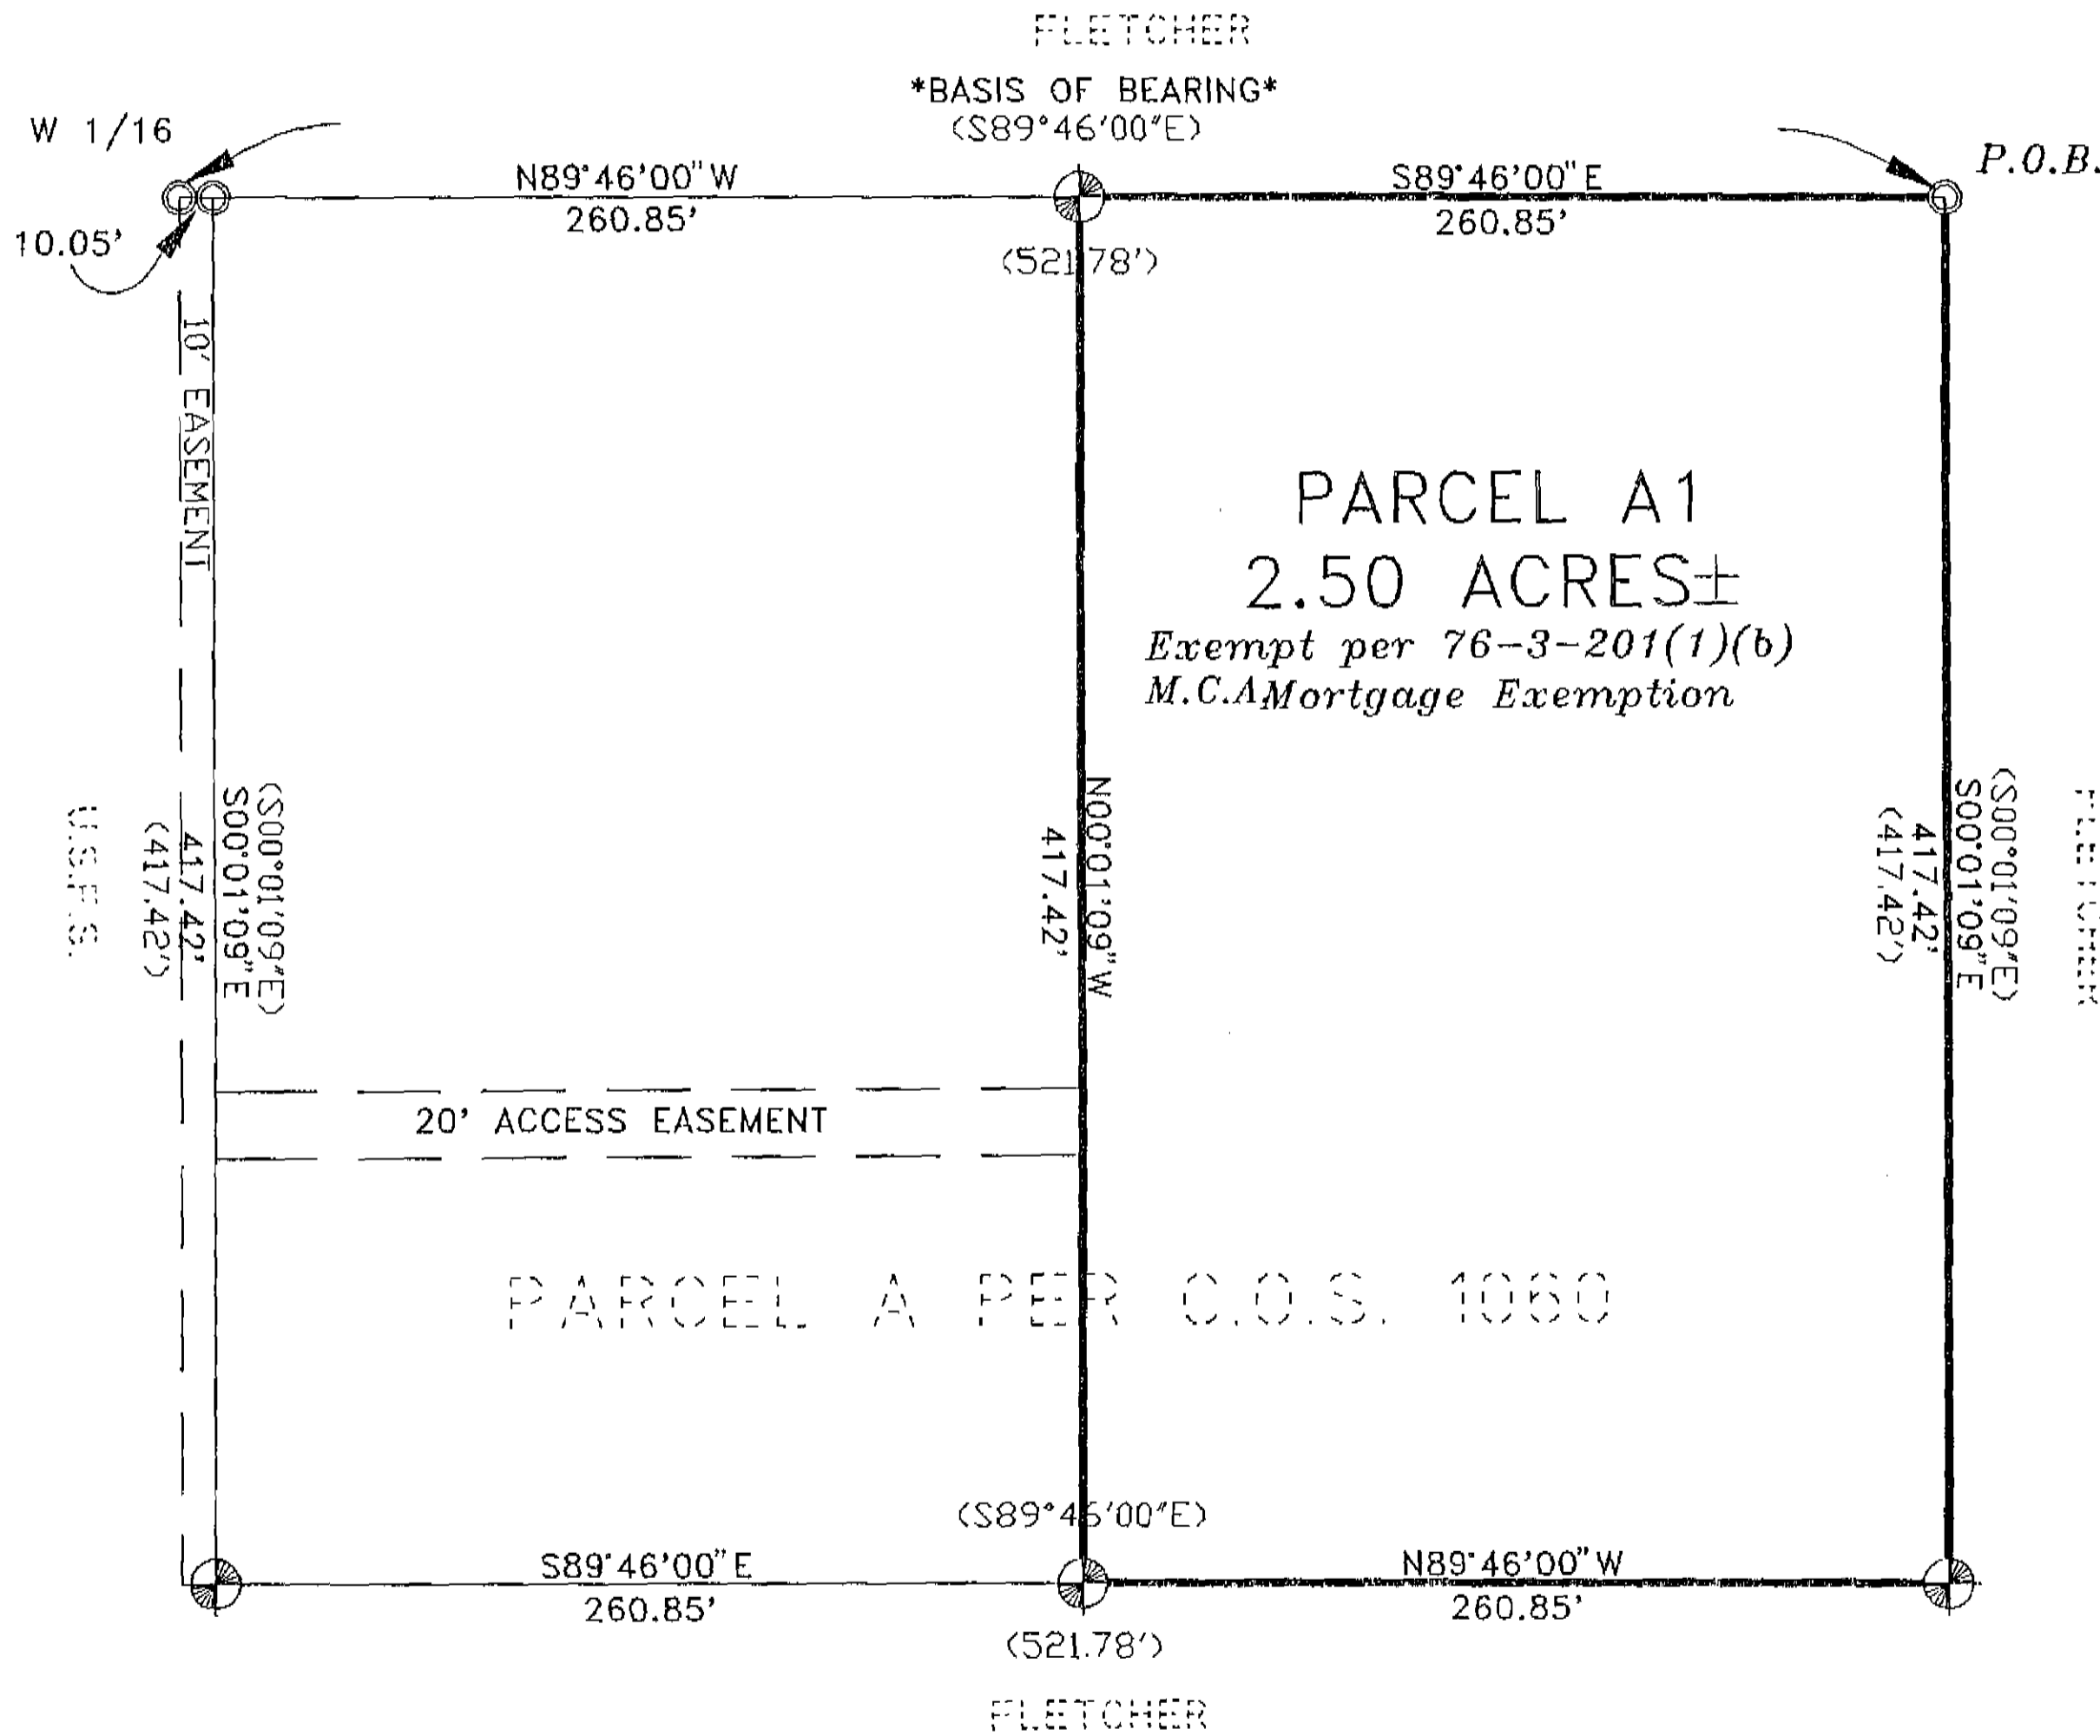 FLETCHER
*BASIS OF BEARING*
(S89°46'00"E)
W 1/16
P.O.B.
N89°46'00"W
260.85'
S89°46'00"E
260.85'
10.05'
(521.78')
10' EASEMENT
PARCEL A1
2.50 ACRES±
Exempt per 76-3-201(1)(b)
M.C.A Mortgage Exemption
U.S.F.S.
(S00°01'09"E)
S00°01'09"E
417.42'
(417.42')
N00°01'09"W
417.42'
(S00°01'09"E)
S00°01'09"E
417.42'
(417.42')
FLETCHER
20' ACCESS EASEMENT
PARCEL A PER C.O.S. 1060
(S89°46'00"E)
S89°46'00"E
260.85'
N89°46'00"W
260.85'
(521.78')
FLETCHER